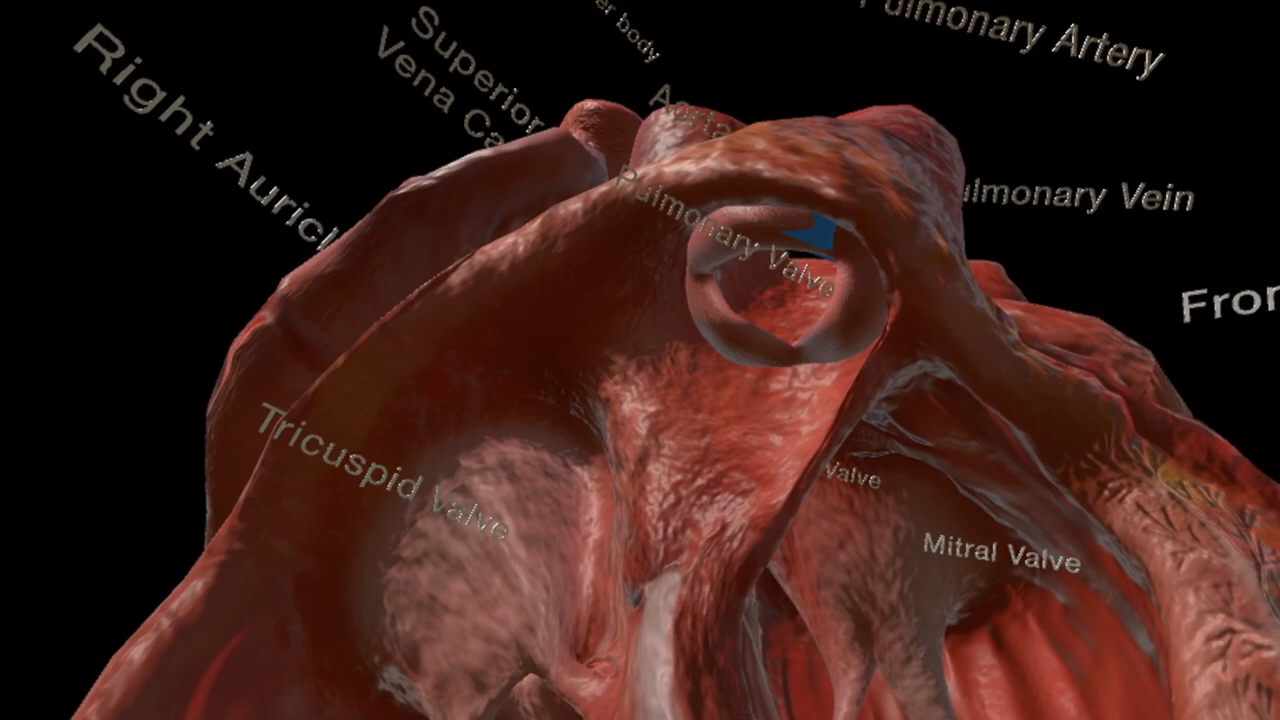 er body
Pulmonary Artery
Superior
Vena Ca
Right Auricl
Aorta
Pulmonary Valve
ulmonary Vein
Fron
Tricuspid Valve
Valve
Mitral Valve